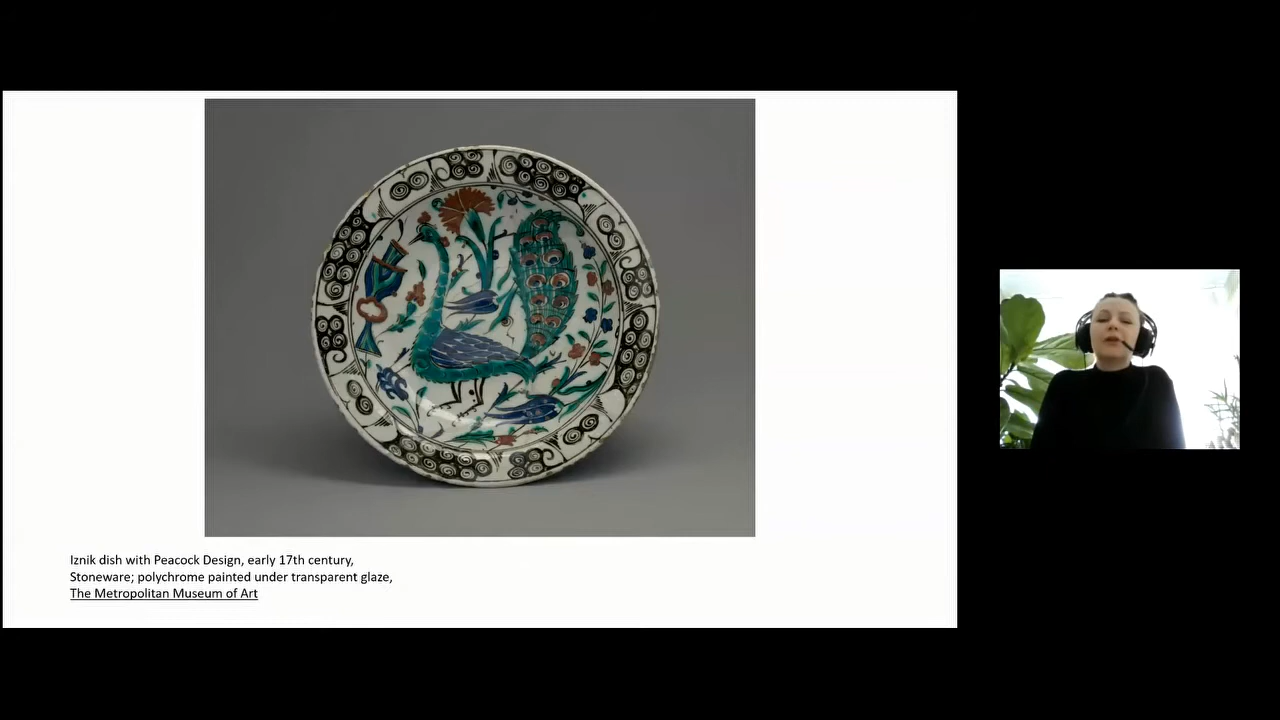 Iznik dish with Peacock Design, early 17th century,
Stoneware; polychrome painted under transparent glaze,
The Metropolitan Museum of Art